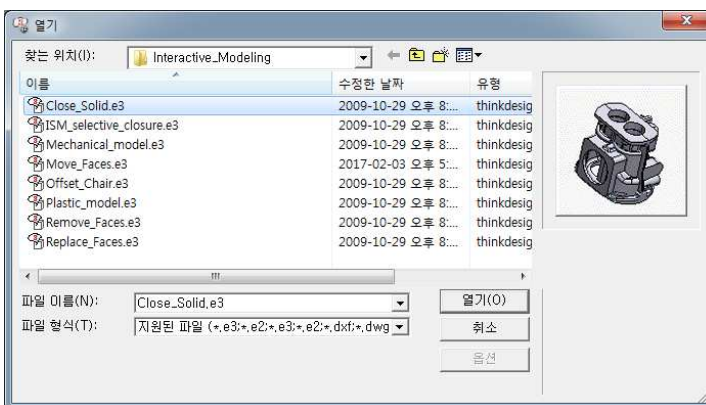 열기
찾는 위치(I): Interactive_Modeling
이름 수정한 날짜 유형
Close_Solid.e3 2009-10-29 오후 8:... thinkdesig
ISM_selective_closure.e3 2009-10-29 오후 8:... thinkdesig
Mechanical_model.e3 2009-10-29 오후 8:... thinkdesig
Move_Faces.e3 2017-02-03 오후 5:... thinkdesig
Offset_Chair.e3 2009-10-29 오후 8:... thinkdesig
Plastic_model.e3 2009-10-29 오후 8:... thinkdesig
Remove_Faces.e3 2009-10-29 오후 8:... thinkdesig
Replace_Faces.e3 2009-10-29 오후 8:... thinkdesig
파일 이름(N): Close_Solid.e3 열기(O)
파일 형식(T): 지원된 파일 (*.e3;*.e2;*.e3;*.e2;*.dxf;*.dwg 취소
옵션